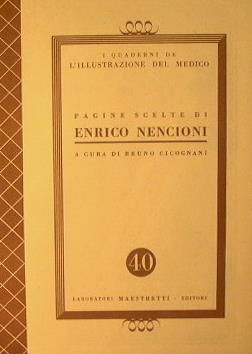 I QUADERNI DE
L'ILLUSTRAZIONE DEL MEDICO
PAGINE SCELTE DI
ENRICO NENCIONI
A CURA DI BRUNO CICOGNANI
40
LABORATORI MAESTRETTI - EDITORI